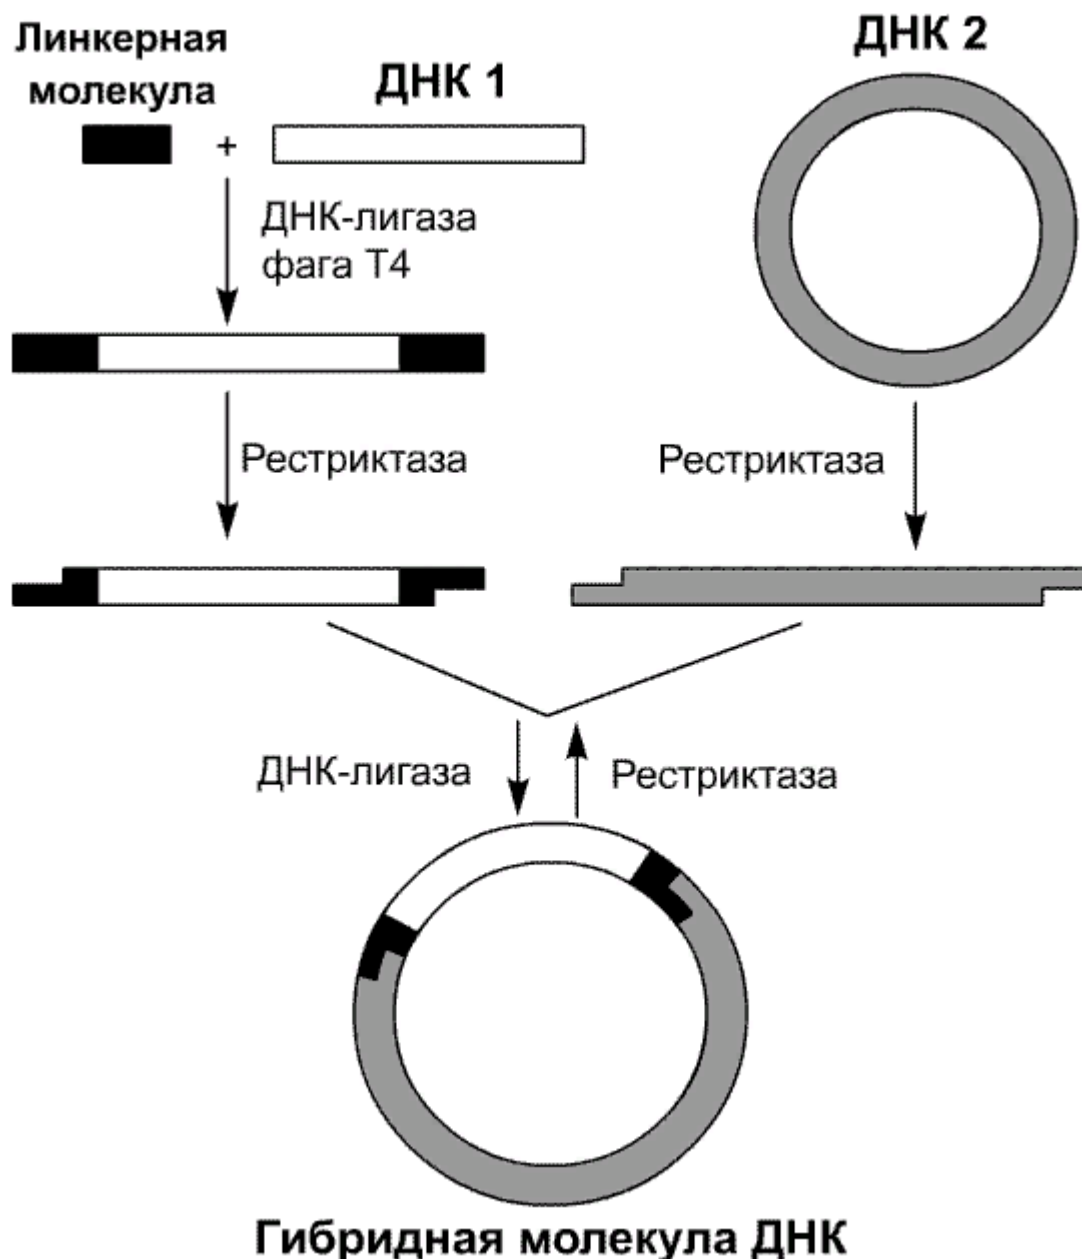 Линкерная
молекула
+
ДНК 1
ДНК 2
ДНК-лигаза
фага Т4
Рестриктаза
Рестриктаза
ДНК-лигаза
Рестриктаза
Гибридная молекула ДНК